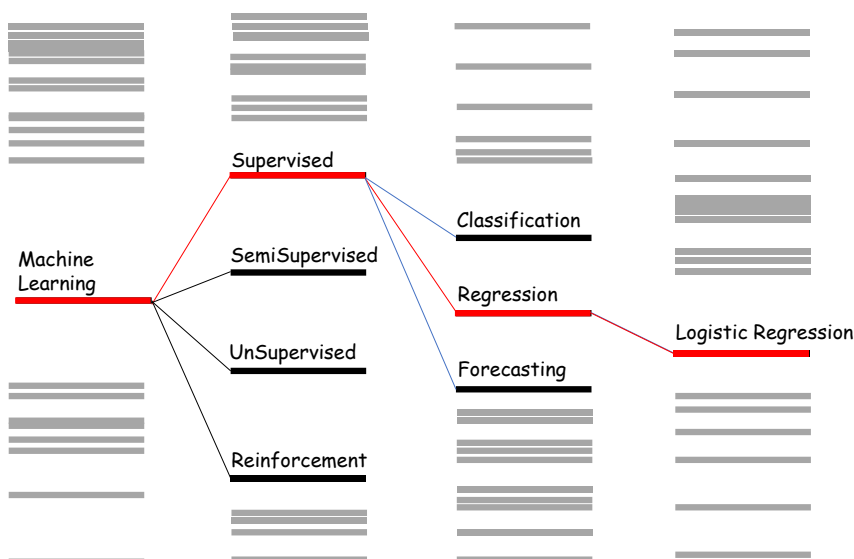 Machine
Learning
Supervised
SemiSupervised
UnSupervised
Reinforcement
Classification
Regression
Forecasting
Logistic Regression